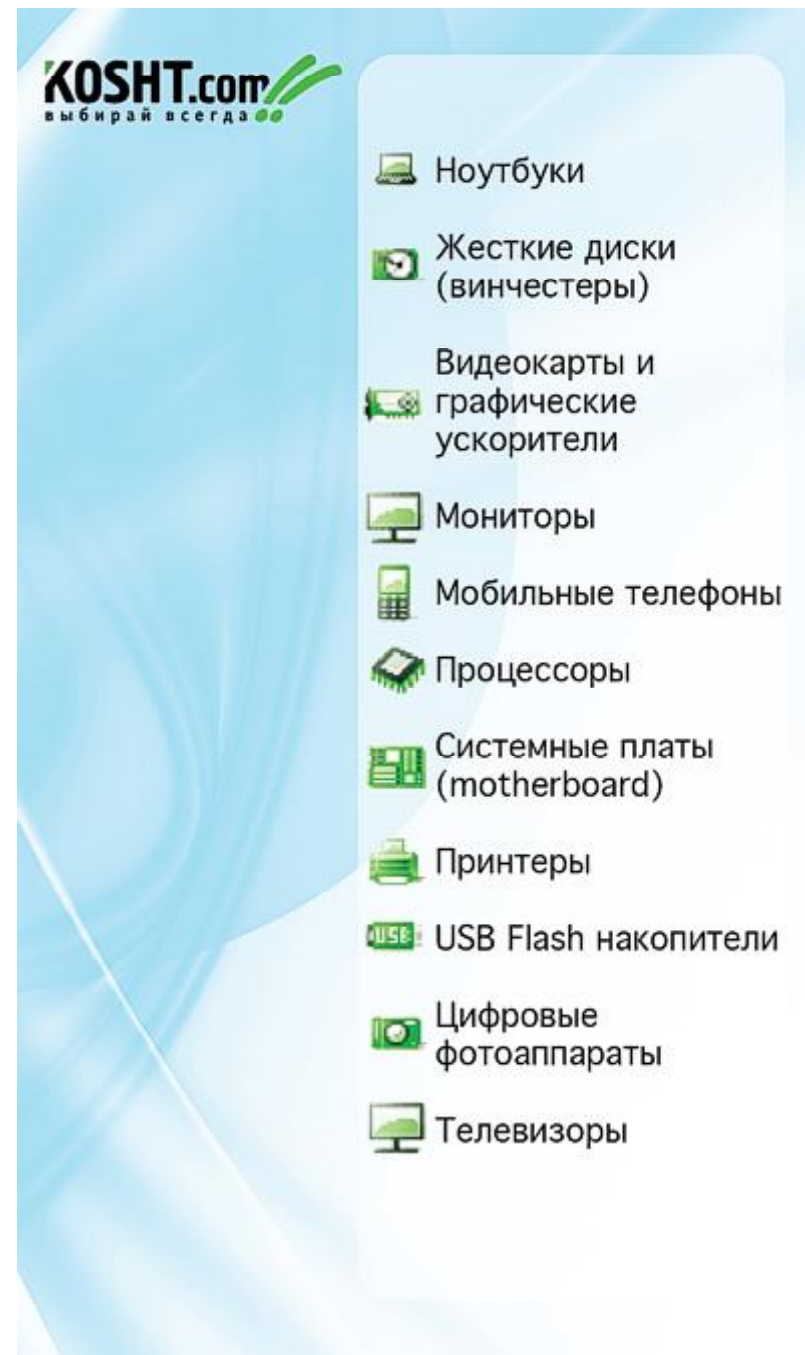 KOSHT.com
выбирай всегда
Ноутбуки
Жесткие диски
(винчестеры)
Видеокарты и
графические
ускорители
Мониторы
Мобильные телефоны
Процессоры
Системные платы
(motherboard)
Принтеры
USB
USB Flash накопители
Цифровые
фотоаппараты
Телевизоры